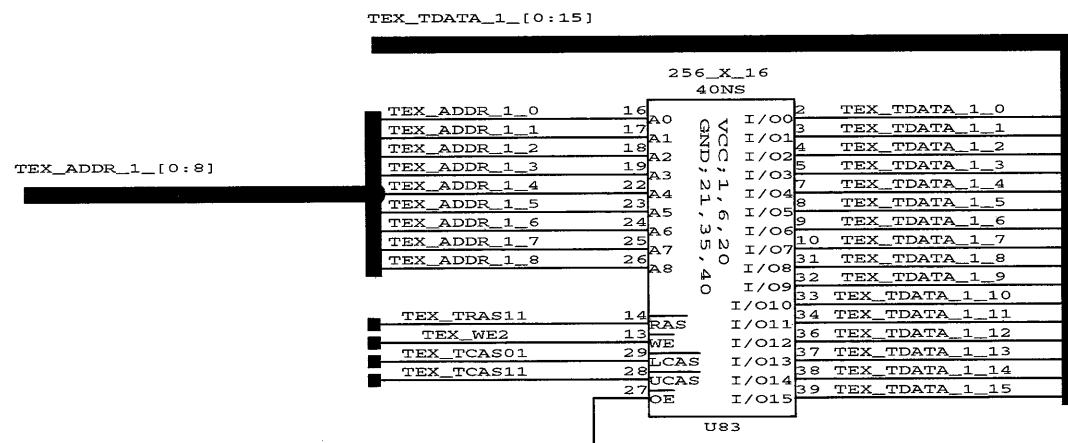 TEX_TDATA_1_[0:15]
256_X_16
40NS
TEX_ADDR_1_[0:8]
TEX_ADDR_1_0 16 A0 I/O0 2 TEX_TDATA_1_0
TEX_ADDR_1_1 17 A1 I/O1 3 TEX_TDATA_1_1
TEX_ADDR_1_2 18 A2 I/O2 4 TEX_TDATA_1_2
TEX_ADDR_1_3 19 A3 I/O3 5 TEX_TDATA_1_3
TEX_ADDR_1_4 22 A4 I/O4 7 TEX_TDATA_1_4
TEX_ADDR_1_5 23 A5 I/O5 8 TEX_TDATA_1_5
TEX_ADDR_1_6 24 A6 I/O6 9 TEX_TDATA_1_6
TEX_ADDR_1_7 25 A7 I/O7 10 TEX_TDATA_1_7
TEX_ADDR_1_8 26 A8 I/O8 31 TEX_TDATA_1_8
I/O9 32 TEX_TDATA_1_9
I/O10 33 TEX_TDATA_1_10
TEX_TRAS11 14 RAS I/O11 34 TEX_TDATA_1_11
TEX_WE2 13 WE I/O12 36 TEX_TDATA_1_12
TEX_TCAS01 29 LCAS I/O13 37 TEX_TDATA_1_13
TEX_TCAS11 28 UCAS I/O14 38 TEX_TDATA_1_14
27 OE I/O15 39 TEX_TDATA_1_15
VCC;1,6,20
GND;21,35,40
U83